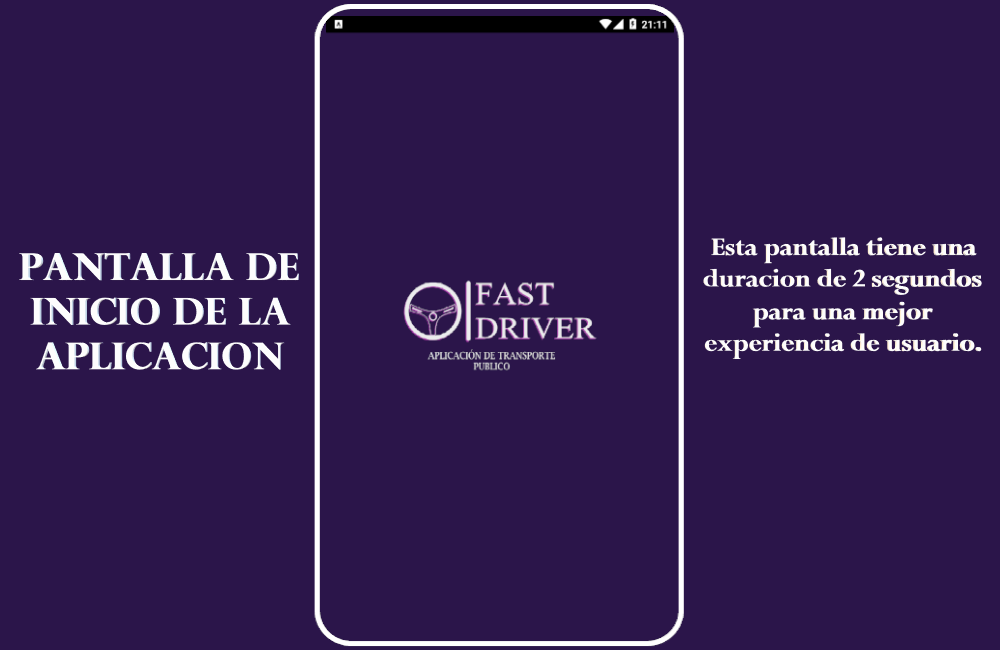 21:11
PANTALLA DE
INICIO DE LA
APLICACION
FAST
DRIVER
APLICACIÓN DE TRANSPORTE
PUBLICO
Esta pantalla tiene una
duracion de 2 segundos
para una mejor
experiencia de usuario.